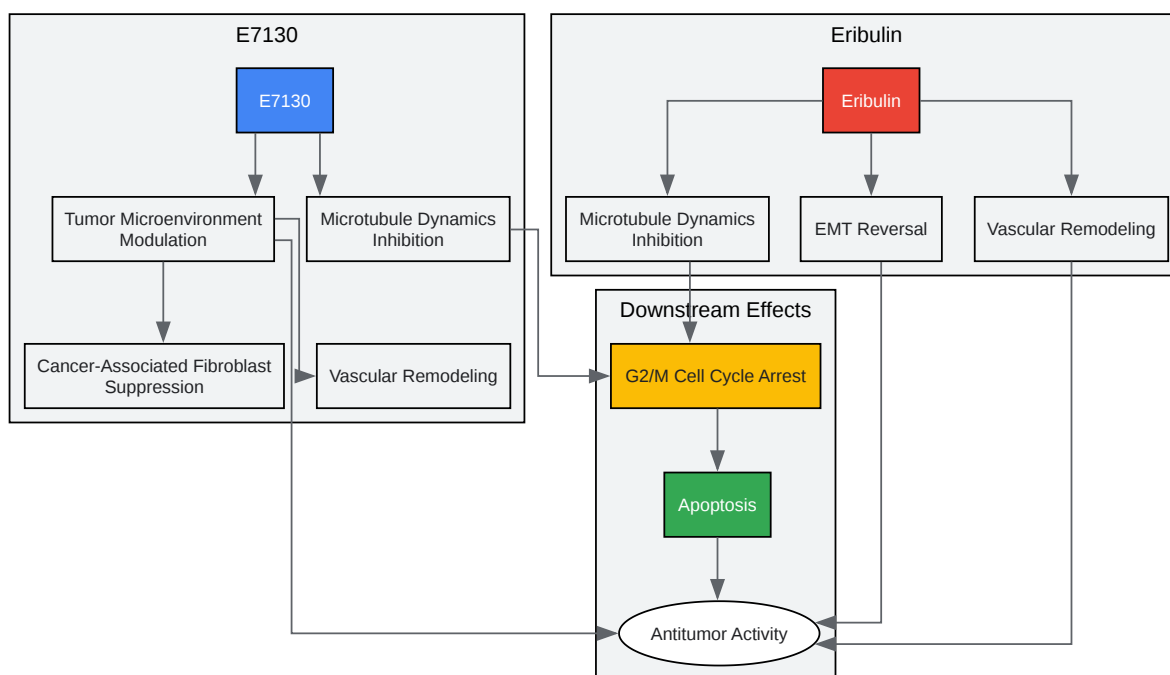 E7130
E7130
Tumor Microenvironment
Modulation
Microtubule Dynamics
Inhibition
Cancer-Associated Fibroblast
Suppression
Vascular Remodeling
Eribulin
Eribulin
Microtubule Dynamics
Inhibition
EMT Reversal
Vascular Remodeling
Downstream Effects
G2/M Cell Cycle Arrest
Apoptosis
Antitumor Activity